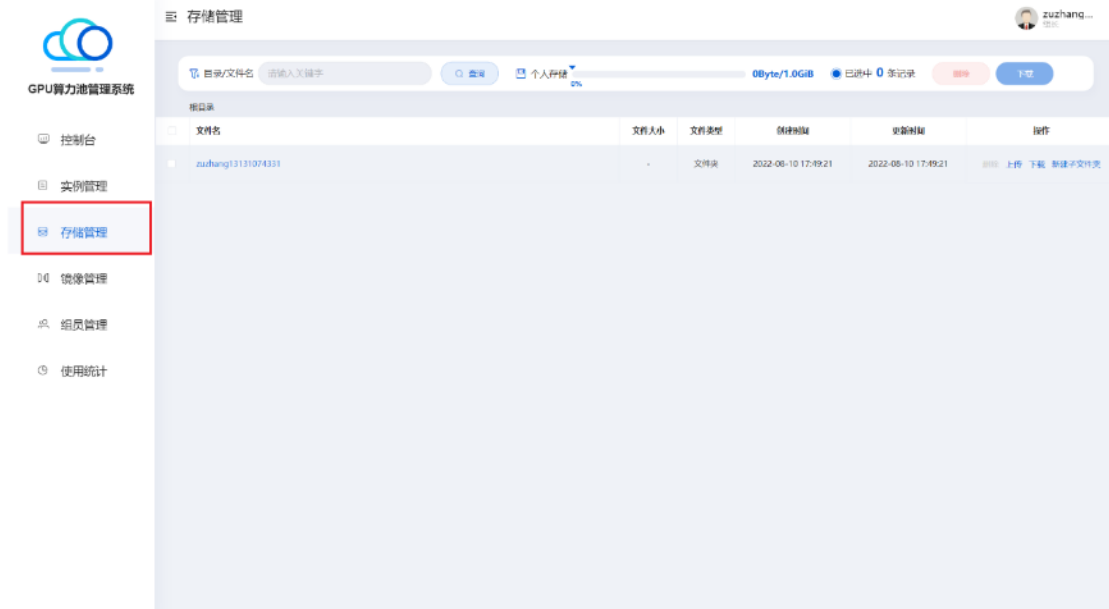 存储管理
zuzhang...
组长
GPU算力池管理系统
控制台
实例管理
存储管理
镜像管理
组员管理
使用统计
目录/文件名 请输入关键字 查询 个人存储 0% 0Byte/1.0GiB 已选中 0 条记录 删除 下载
根目录
文件名 文件大小 文件类型 创建时间 更新时间 操作
zuzhang13131074331 - 文件夹 2022-08-10 17:49:21 2022-08-10 17:49:21 删除 上传 下载 新建子文件夹